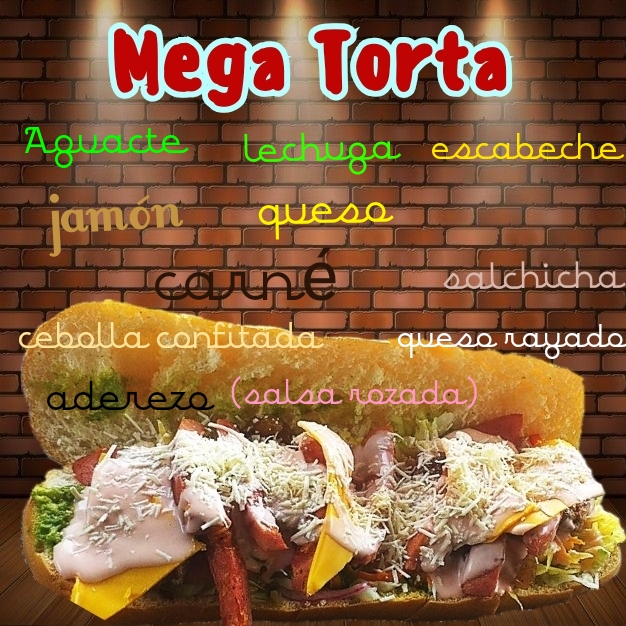 Mega Torta
Aguacte lechuga escabeche
jamón queso
carné salchicha
cebolla confitada queso rayado
aderezo (salsa rozada)